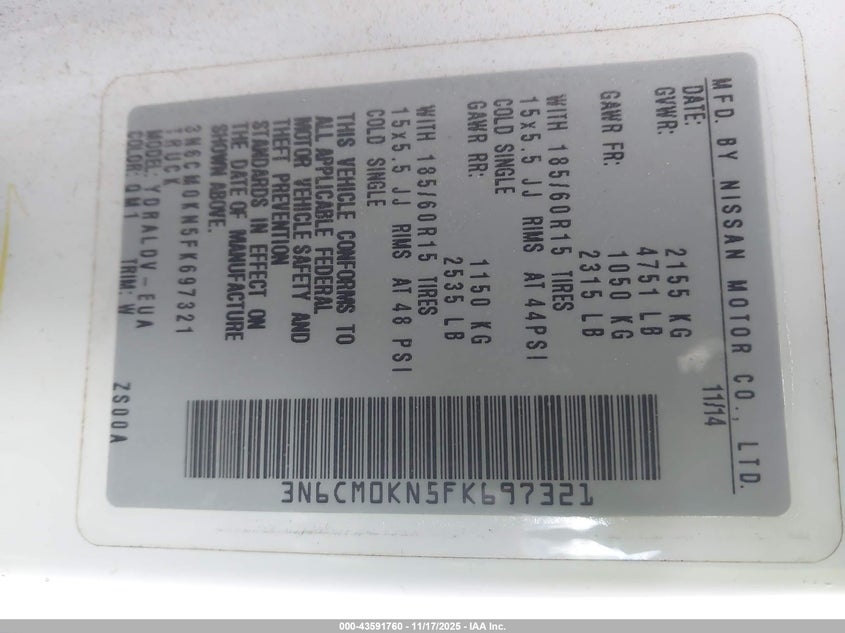 MFD. BY NISSAN MOTOR CO., LTD.
DATE: 11/14
GVWR: 2155 KG
4751 LB
GAWR FR: 1050 KG
2315 LB
WITH 185/60R15 TIRES
15x5.5 JJ RIMS AT 44PSI
COLD SINGLE
GAWR RR: 1150 KG
2535 LB
WITH 185/60R15 TIRES
15x5.5 JJ RIMS AT 48 PSI
COLD SINGLE
THIS VEHICLE CONFORMS TO
ALL APPLICABLE FEDERAL
MOTOR VEHICLE SAFETY AND
THEFT PREVENTION
STANDARDS IN EFFECT ON
THE DATE OF MANUFACTURE
SHOWN ABOVE.
3N6CM0KN5FK697321
TRUCK
MODEL: YDRALDV-EUA
COLOR: QM1 TRIM: W ZS00A
3N6CM0KN5FK697321
000-43591760 - 11/17/2025 - IAA Inc.